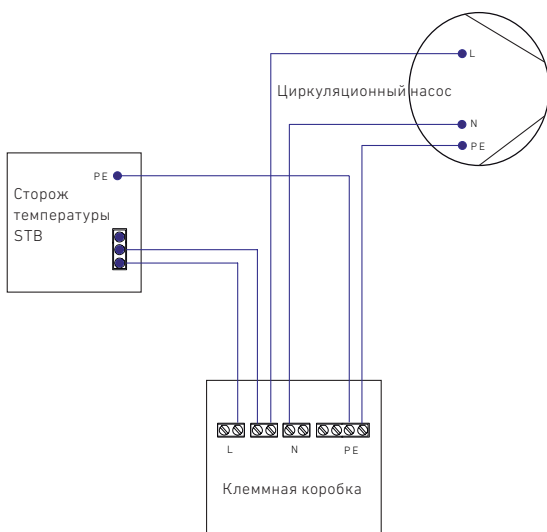 L
Циркуляционный насос
N
PE
PE
Сторож
температуры
STB
L
N
PE
Клеммная коробка